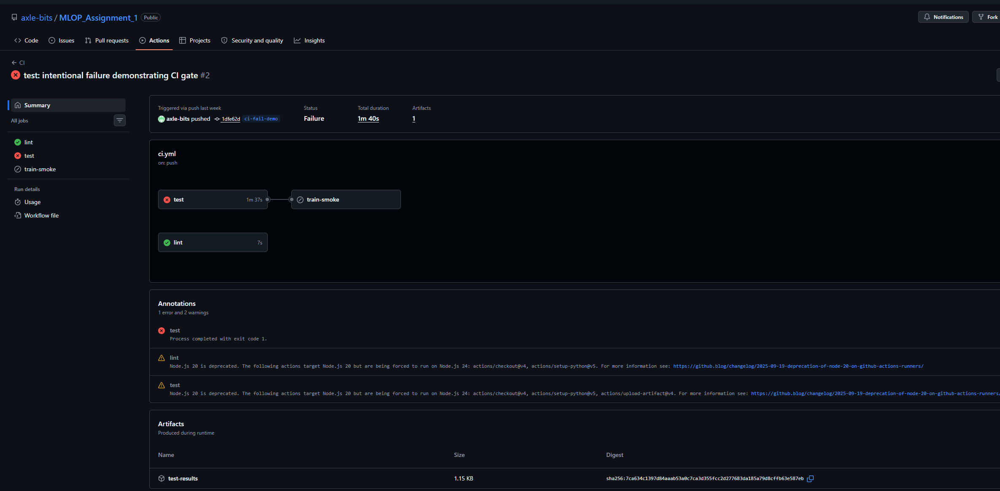 axle-bits / MLOP_Assignment_1 Public
Notifications
Fork
Code Issues Pull requests Actions Projects Security and quality Insights
CI
test: intentional failure demonstrating CI gate #2
Summary
All jobs
lint
test
train-smoke
Run details
Usage
Workflow file
Triggered via push last week
axle-bits pushed 1dfe62d ci-fail-demo
Status
Failure
Total duration
1m 40s
Artifacts
1
ci.yml
on: push
test 1m 37s
train-smoke
lint 7s
Annotations
1 error and 2 warnings
test
Process completed with exit code 1.
lint
Node.js 20 is deprecated. The following actions target Node.js 20 but are being forced to run on Node.js 24: actions/checkout@v4, actions/setup-python@v5. For more information see: https://github.blog/changelog/2025-09-19-deprecation-of-node-20-on-github-actions-runners/
test
Node.js 20 is deprecated. The following actions target Node.js 20 but are being forced to run on Node.js 24: actions/checkout@v4, actions/setup-python@v5, actions/upload-artifact@v4. For more information see: https://github.blog/changelog/2025-09-19-deprecation-of-node-20-on-github-actions-runners/
Artifacts
Produced during runtime
Name Size Digest
test-results 1.15 KB sha256:7ca634c1397d84aaab53a0c7ca3d355fcc2d277683da185a79d8cffb63e587eb